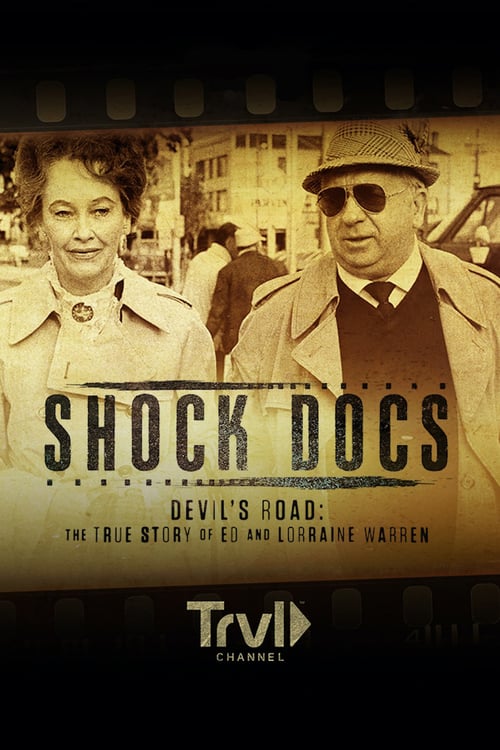 SHOCK DOCS
DEVIL'S ROAD:
THE TRUE STORY OF ED AND LORRAINE WARREN
Trvl
CHANNEL